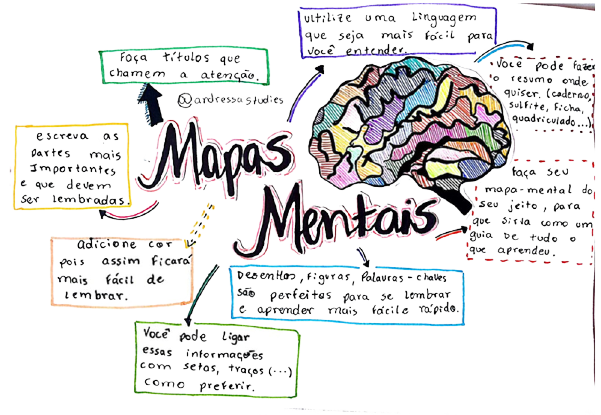 utilize uma linguagem
que seja mais fácil para
você entender.
Faça títulos que
chamem a atenção.
@andressastudies
Você pode fazer
o resumo onde
quiser. (caderno,
sulfite, ficha,
quadriculado...)
escreva as
partes mais
importantes
e que devem
ser lembradas.
Mapas
Mentais
faça seu
mapa-mental do
seu jeito, para
que sirva como um
guia de tudo o
que aprendeu.
Adicione cor
pois assim ficará
mais fácil de
lembrar.
Desenhos, figuras, palavras-chaves
são perfeitos para se lembrar
e aprender mais fácil e rápido.
Você pode ligar
essas informações
com setas, traços (...)
como preferir.